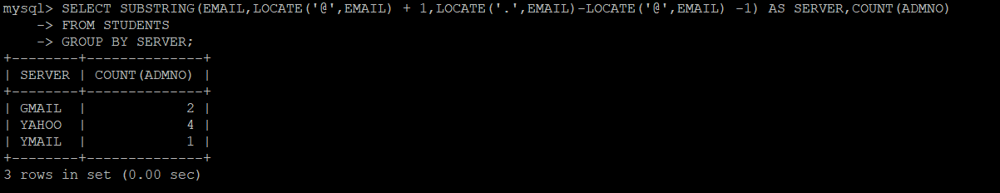 mysql> SELECT SUBSTRING(EMAIL,LOCATE('@',EMAIL) + 1,LOCATE('.',EMAIL)-LOCATE('@',EMAIL) -1) AS SERVER,COUNT(ADMNO)
    -> FROM STUDENTS
    -> GROUP BY SERVER;
+--------+--------------+
| SERVER | COUNT(ADMNO) |
+--------+--------------+
| GMAIL  |            2 |
| YAHOO  |            4 |
| YMAIL  |            1 |
+--------+--------------+
3 rows in set (0.00 sec)